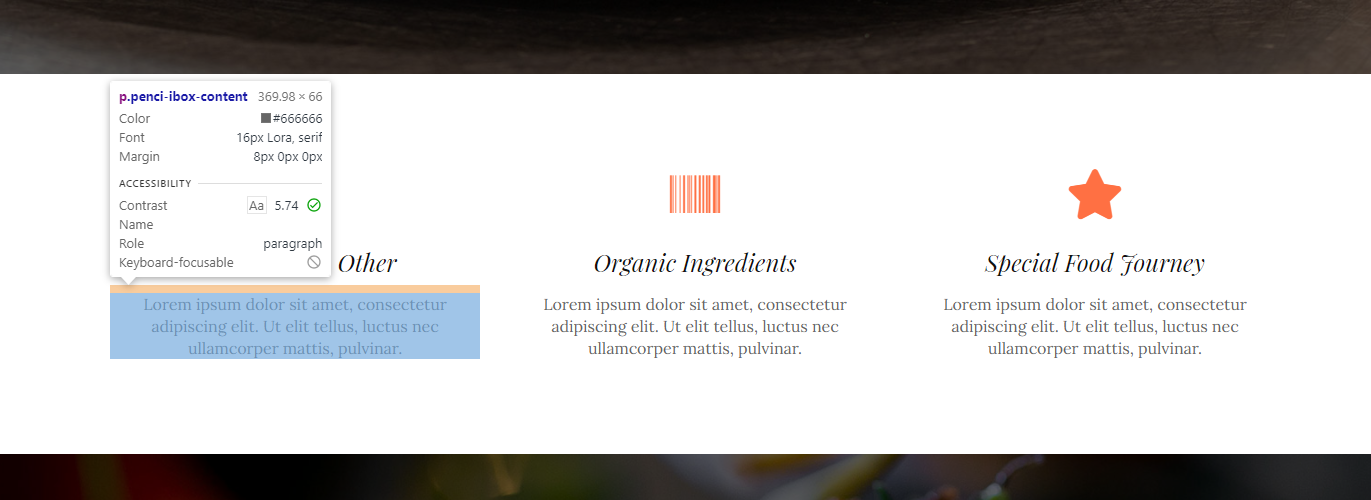 p.penci-ibox-content 369.98 × 66
Color #666666
Font 16px Lora, serif
Margin 8px 0px 0px
ACCESSIBILITY
Contrast Aa 5.74
Name
Role paragraph
Keyboard-focusable
Other
Lorem ipsum dolor sit amet, consectetur
adipiscing elit. Ut elit tellus, luctus nec
ullamcorper mattis, pulvinar.
Organic Ingredients
Lorem ipsum dolor sit amet, consectetur
adipiscing elit. Ut elit tellus, luctus nec
ullamcorper mattis, pulvinar.
Special Food Journey
Lorem ipsum dolor sit amet, consectetur
adipiscing elit. Ut elit tellus, luctus nec
ullamcorper mattis, pulvinar.